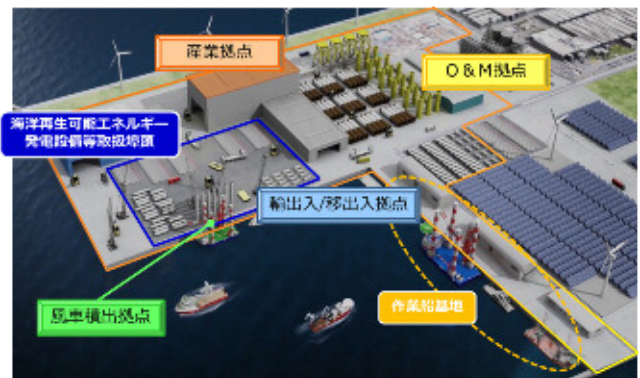 産業拠点
O&M拠点
海洋再生可能エネルギー
発電設備等取扱埠頭
輸出入/移出入拠点
風車積出拠点
作業船基地